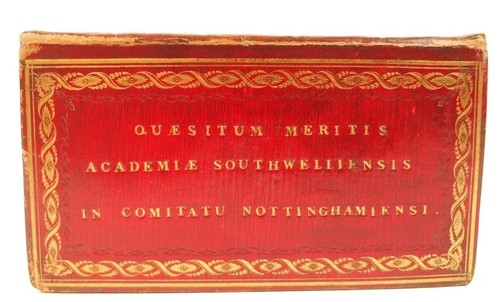 QUÆSITUM MERITIS
ACADEMIÆ SOUTHWELLIENSIS
IN COMITATU NOTTINGHAMIENSI.